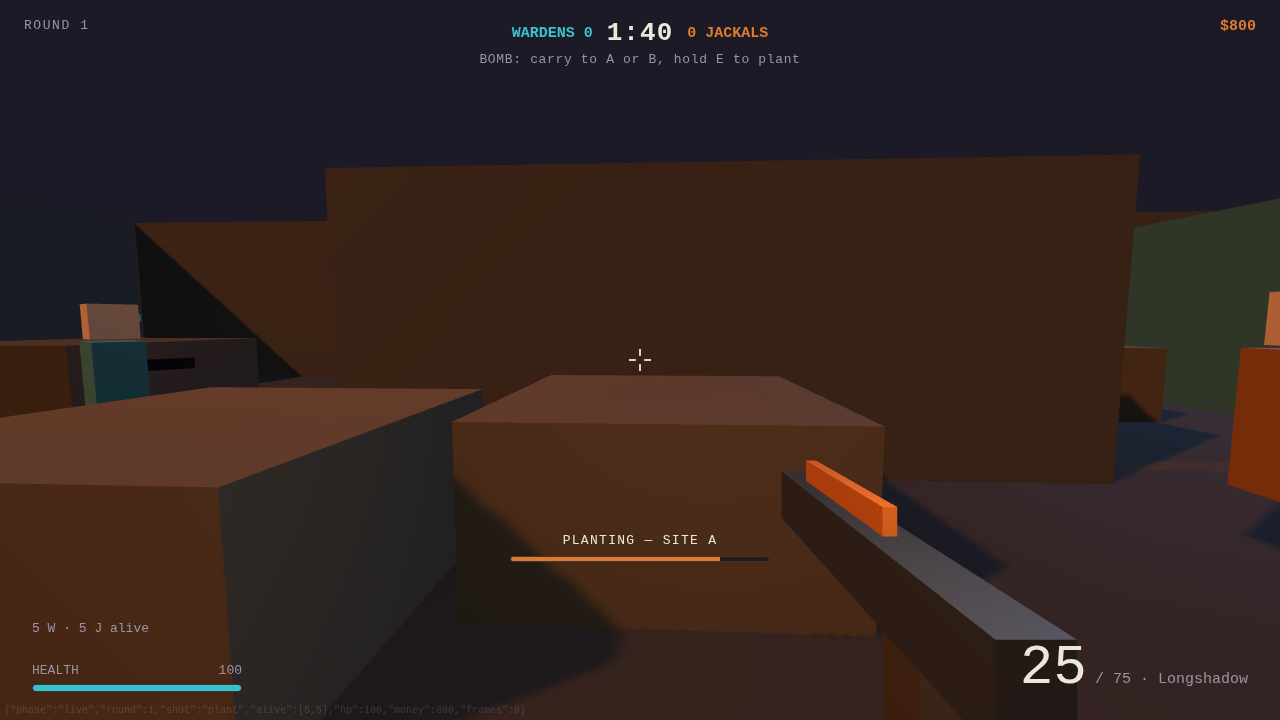 ROUND 1
WARDENS 0 1:40 0 JACKALS
$800
BOMB: carry to A or B, hold E to plant
PLANTING — SITE A
5 W · 5 J alive
HEALTH 100
25 / 75 · Longshadow
{"phase":"live","round":1,"shot":"plant","alive":[5,5],"hp":100,"money":800,"frames":0}